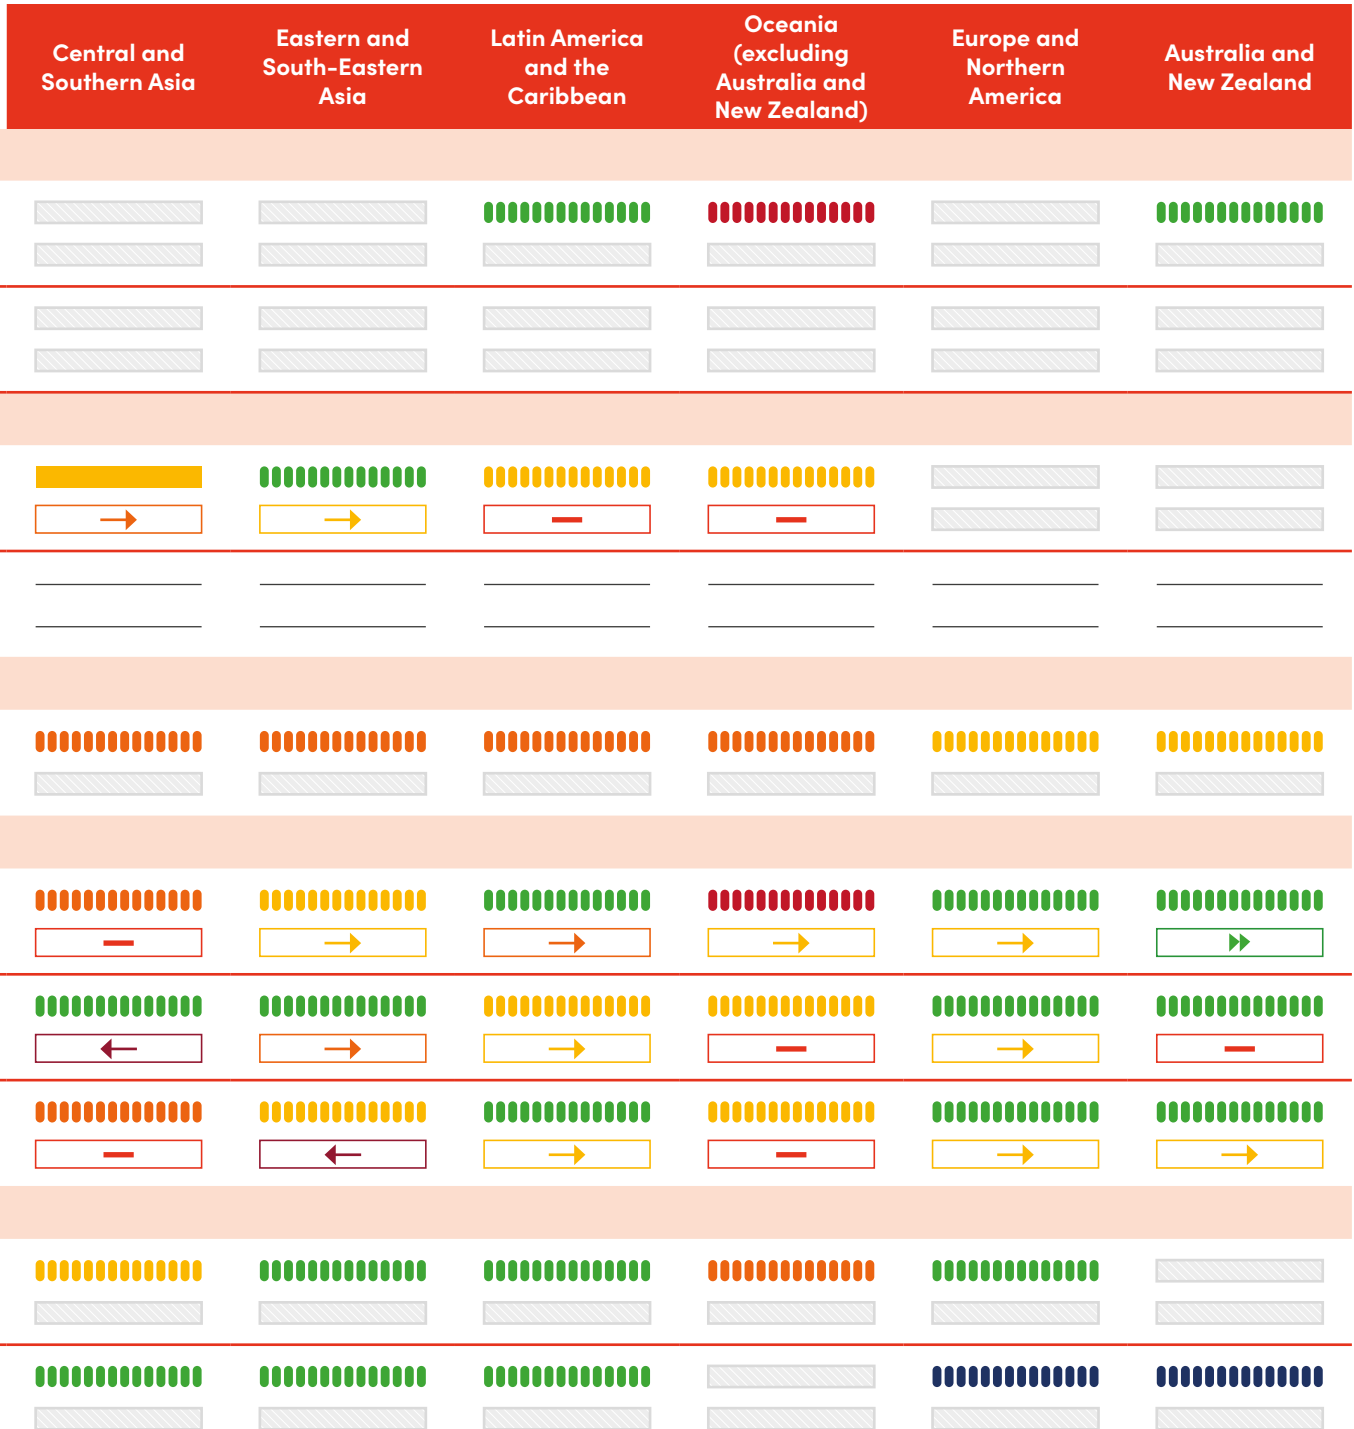 Central and
Southern Asia
Eastern and
South-Eastern
Asia
Latin America
and the
Caribbean
Oceania
(excluding
Australia and
New Zealand)
Europe and
Northern
America
Australia and
New Zealand